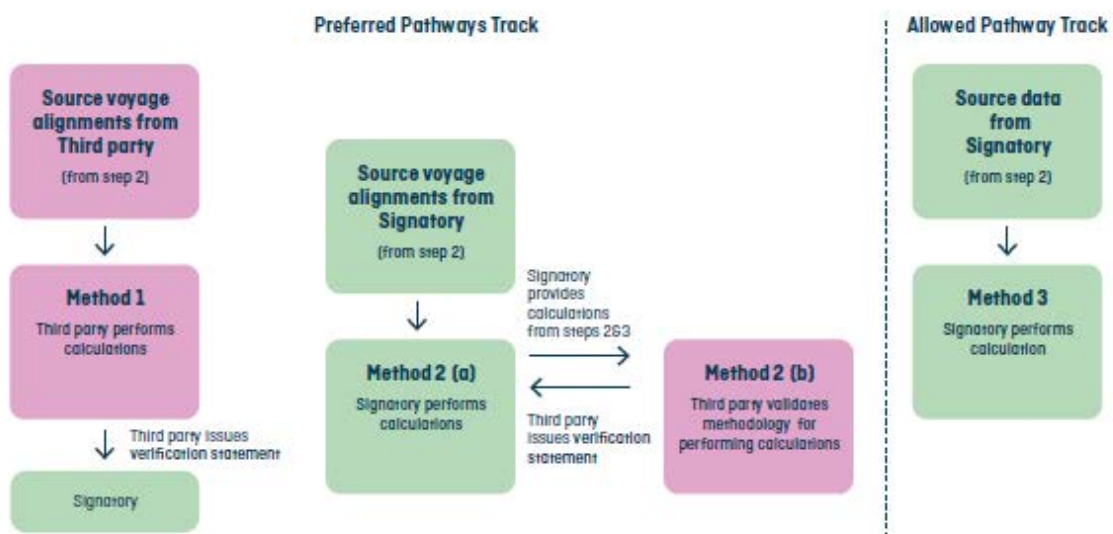 Preferred Pathways Track
Allowed Pathway Track
Source voyage
alignments from
Third party
(from step 2)
Method 1
Third party performs
calculations
Third party issues
verification statement
Signatory
Source voyage
alignments from
Signatory
(from step 2)
Method 2 (a)
Signatory performs
calculations
Signatory
provides
calculations
from steps 2&3
Third party
issues verification
statement
Method 2 (b)
Third party validates
methodology for
performing calculations
Source data
from
Signatory
(from step 2)
Method 3
Signatory performs
calculation